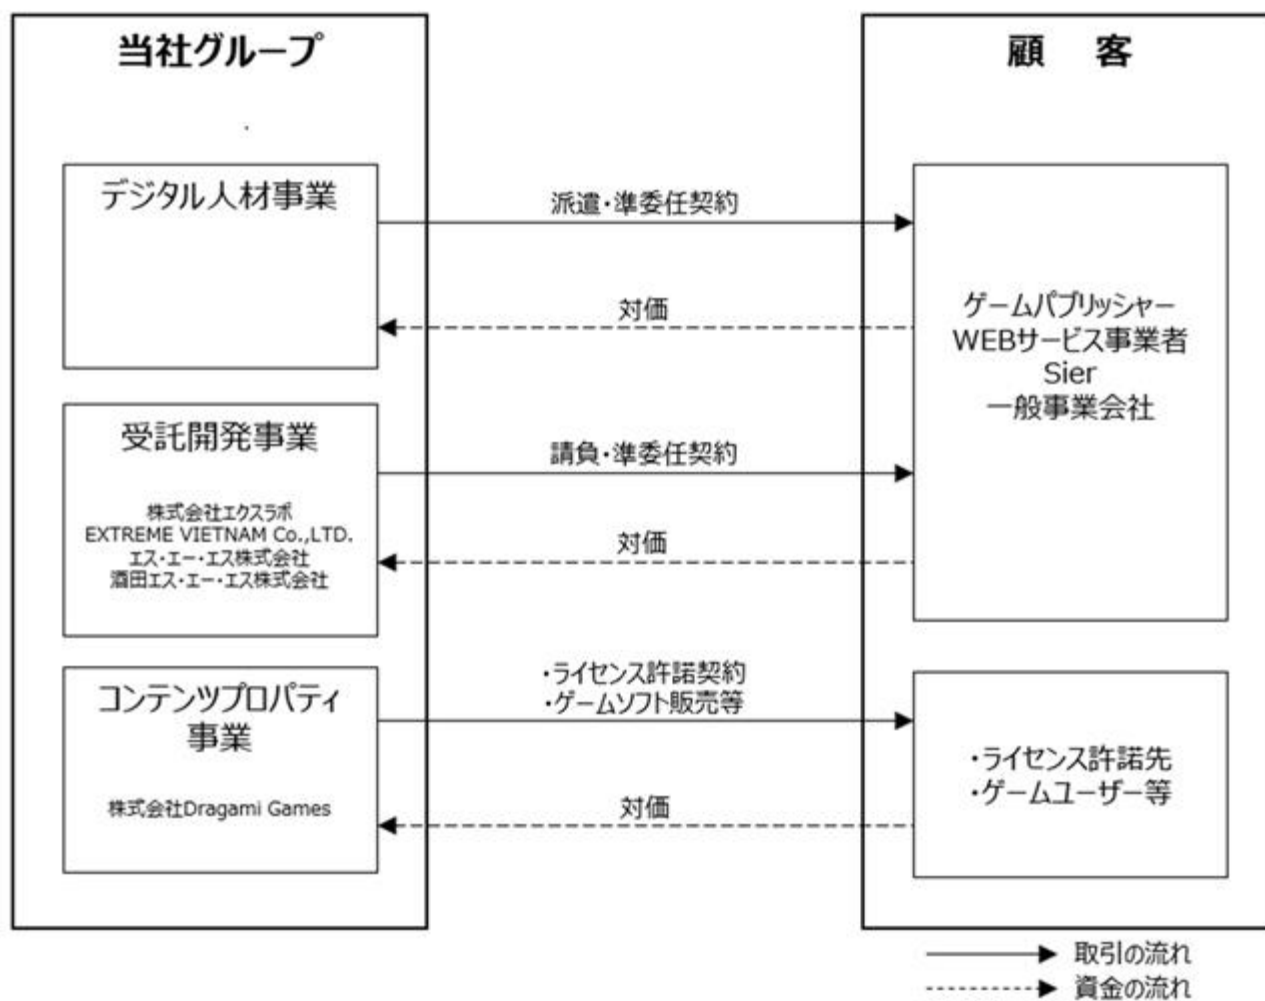 当社グループ
顧 客
デジタル人材事業
派遣・準委任契約
対価
ゲームパブリッシャー
WEBサービス事業者
Sier
一般事業会社
受託開発事業
株式会社エクスラボ
EXTREME VIETNAM Co.,LTD.
エス・エー・エス株式会社
酒田エス・エー・エス株式会社
請負・準委任契約
対価
コンテンツプロパティ
事業
株式会社Dragami Games
・ライセンス許諾契約
・ゲームソフト販売等
対価
・ライセンス許諾先
・ゲームユーザー等
取引の流れ
資金の流れ